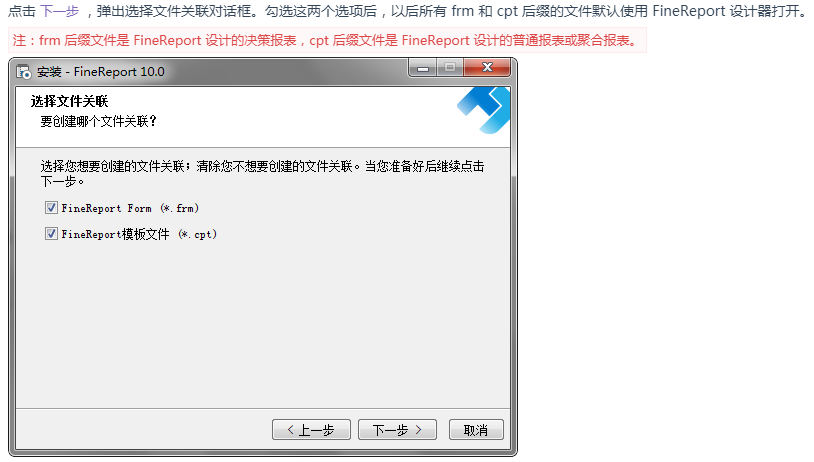 点击 下一步 ，弹出选择文件关联对话框。勾选这两个选项后，以后所有 frm 和 cpt 后缀的文件默认使用 FineReport 设计器打开。
注：frm 后缀文件是 FineReport 设计的决策报表，cpt 后缀文件是 FineReport 设计的普通报表或聚合报表。
安装 - FineReport 10.0
选择文件关联
要创建哪个文件关联？
选择您想要创建的文件关联；清除您不想要创建的文件关联。当您准备好后继续点击
下一步。
FineReport Form (*.frm)
FineReport模板文件 (*.cpt)
< 上一步 下一步 > 取消